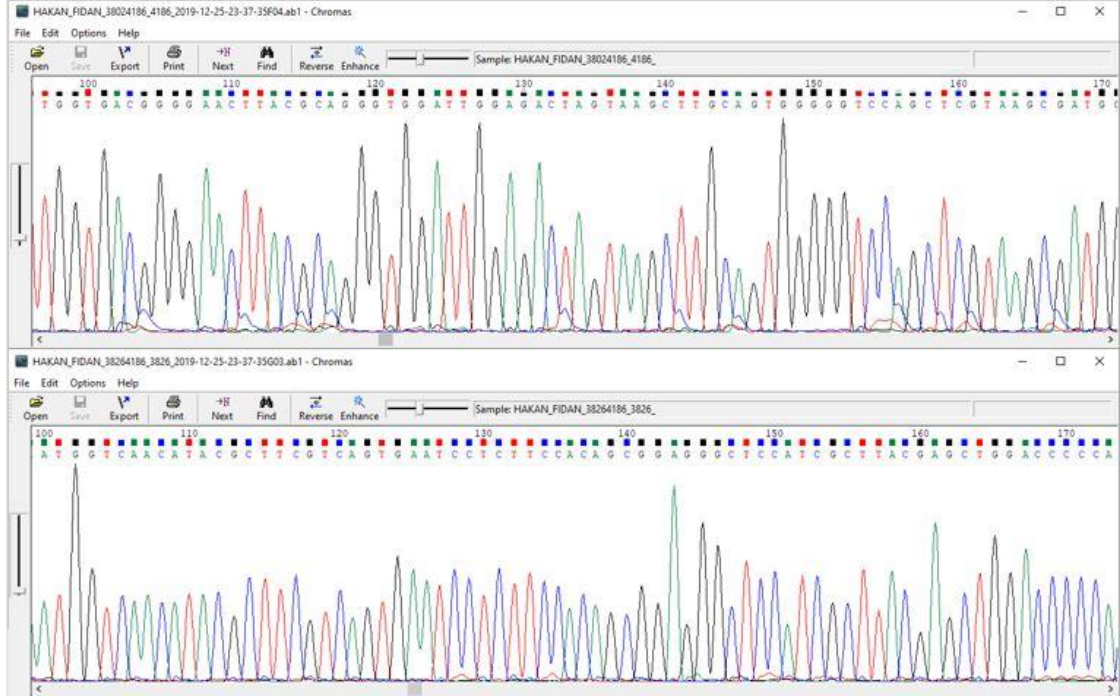 HAKAN_FIDAN_38024186_4186_2019-12-25-23-37-35F04.ab1 - Chromas
File Edit Options Help
Open Save Export Print Next Find Reverse Enhance Sample: HAKAN_FIDAN_38024186_4186_
100 110 120 130 140 150 160 170
TGGTGACGGGGAACTTACGCAGGGTGGATTGGAGACTAGTAAGCTTGCAGTGGGGGTCCAGCTCGTAAGCGATG
HAKAN_FIDAN_38264186_3826_2019-12-25-23-37-35G03.ab1 - Chromas
File Edit Options Help
Open Save Export Print Next Find Reverse Enhance Sample: HAKAN_FIDAN_38264186_3826_
100 110 120 130 140 150 160 170
ATGGTCAACATACGCTTCGTCAGTGAATCCTCTTCCACAGCGGAGGGCTCCATCGCTTACGAGCTGGACCCCCA